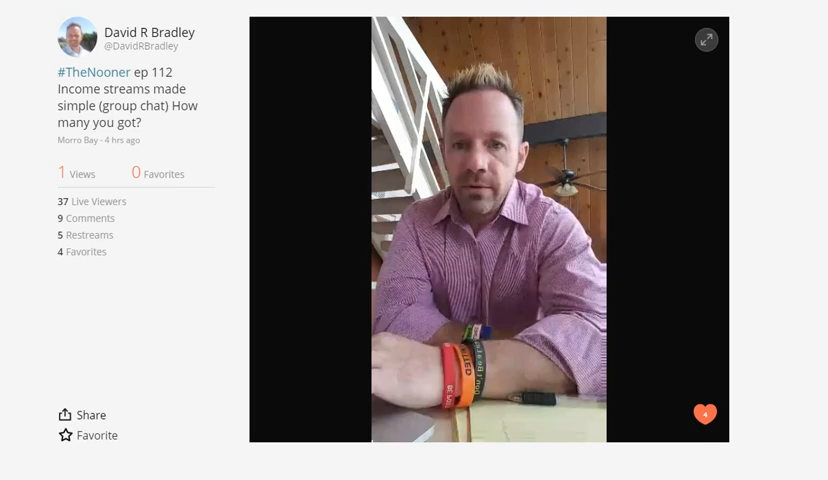 David R Bradley
@DavidRBradley
#TheNooner ep 112
Income streams made
simple (group chat) How
many you got?
Morro Bay - 4 hrs ago
1 Views 0 Favorites
37 Live Viewers
9 Comments
5 Restreams
4 Favorites
4
Share
Favorite